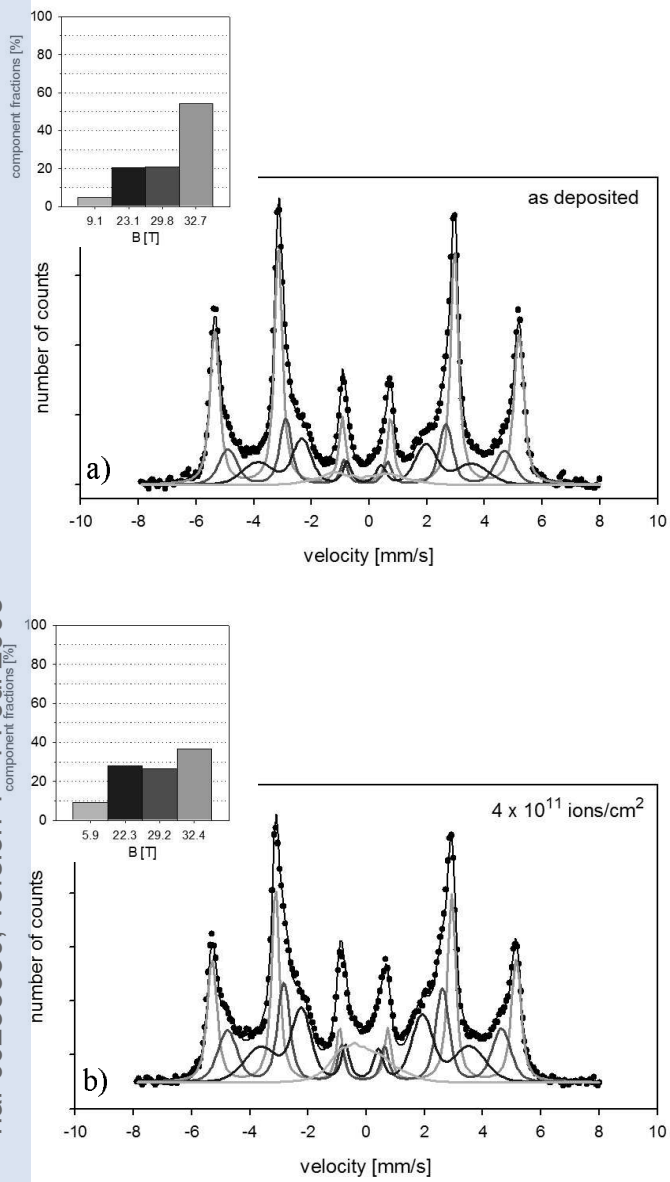 component fractions [%]
100
80
60
40
20
0
9.1 23.1 29.8 32.7
B [T]
as deposited
number of counts
a)
-10 -8 -6 -4 -2 0 2 4 6 8 10
velocity [mm/s]
component fractions [%]
100
80
60
40
20
0
5.9 22.3 29.2 32.4
B [T]
4 x 10¹¹ ions/cm²
number of counts
b)
-10 -8 -6 -4 -2 0 2 4 6 8 10
velocity [mm/s]